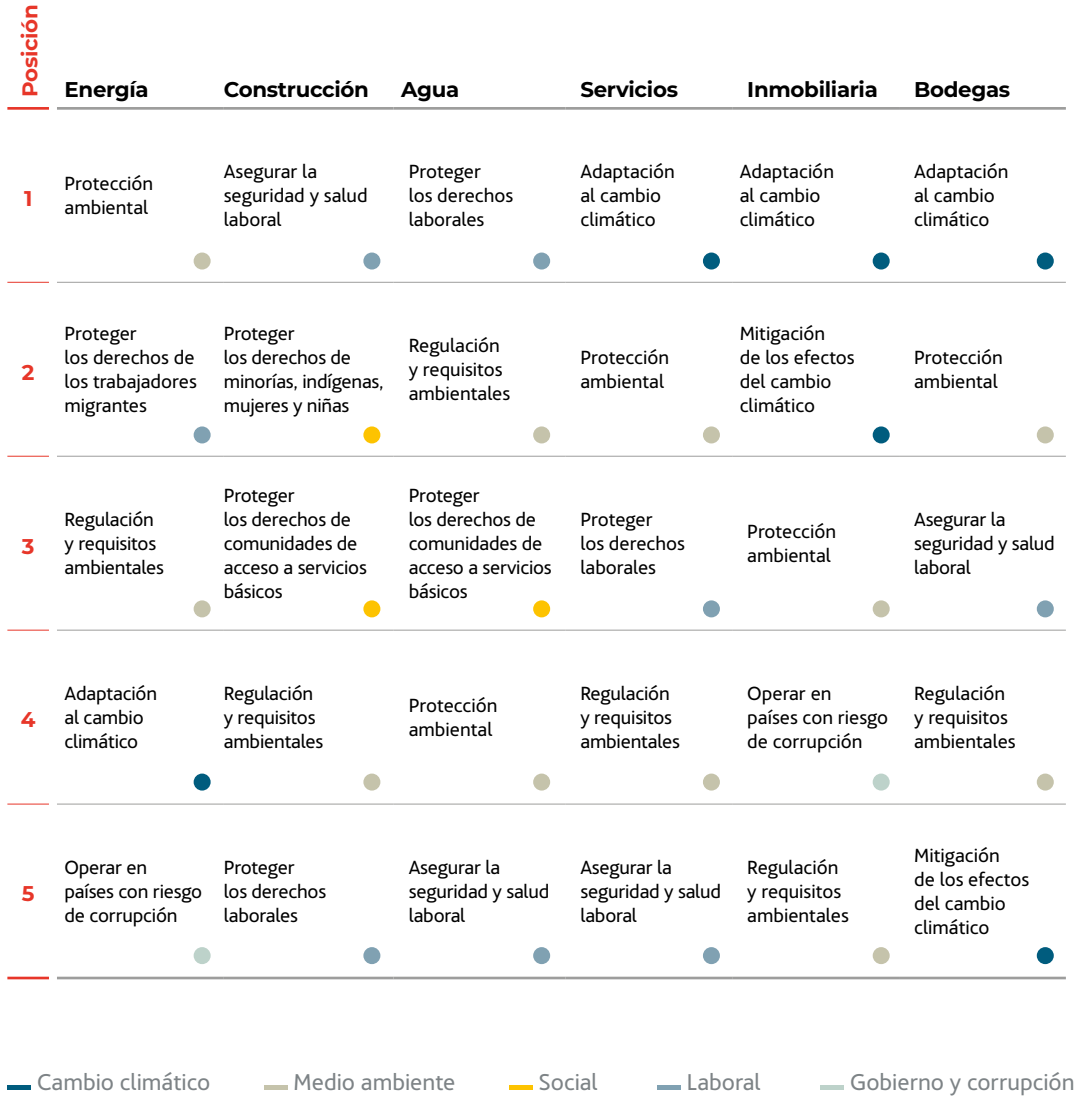 Posición
Energía
Construcción
Agua
Servicios
Inmobiliaria
Bodegas
1
Protección
ambiental
Asegurar la
seguridad y salud
laboral
Proteger
los derechos
laborales
Adaptación
al cambio
climático
Adaptación
al cambio
climático
Adaptación
al cambio
climático
2
Proteger
los derechos de
los trabajadores
migrantes
Proteger
los derechos de
minorías, indígenas,
mujeres y niñas
Regulación
y requisitos
ambientales
Protección
ambiental
Mitigación
de los efectos
del cambio
climático
Protección
ambiental
3
Regulación
y requisitos
ambientales
Proteger
los derechos de
comunidades de
acceso a servicios
básicos
Proteger
los derechos de
comunidades de
acceso a servicios
básicos
Proteger
los derechos
laborales
Protección
ambiental
Asegurar la
seguridad y salud
laboral
4
Adaptación
al cambio
climático
Regulación
y requisitos
ambientales
Protección
ambiental
Regulación
y requisitos
ambientales
Operar en
países con riesgo
de corrupción
Regulación
y requisitos
ambientales
5
Operar en
países con riesgo
de corrupción
Proteger
los derechos
laborales
Asegurar la
seguridad y salud
laboral
Asegurar la
seguridad y salud
laboral
Regulación
y requisitos
ambientales
Mitigación
de los efectos
del cambio
climático
Cambio climático
Medio ambiente
Social
Laboral
Gobierno y corrupción